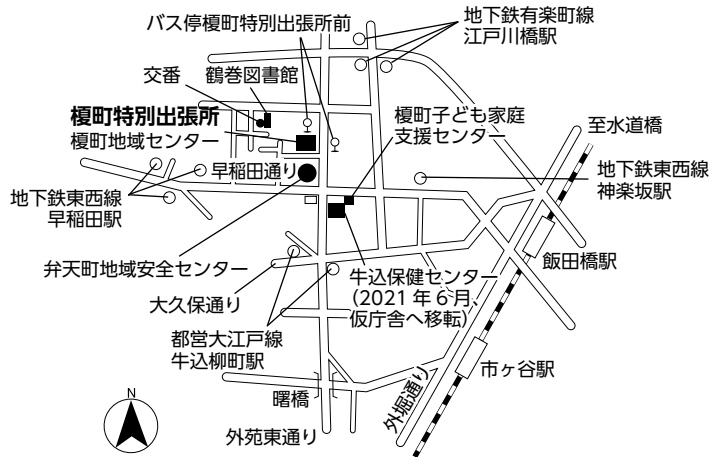 バス停榎町特別出張所前
地下鉄有楽町線
江戸川橋駅
交番
鶴巻図書館
榎町特別出張所
榎町地域センター
榎町子ども家庭
支援センター
至水道橋
早稲田通り
地下鉄東西線
神楽坂駅
地下鉄東西線
早稲田駅
弁天町地域安全センター
牛込保健センター
(2021年6月、
仮庁舎へ移転)
飯田橋駅
大久保通り
都営大江戸線
牛込柳町駅
市ヶ谷駅
外堀通り
曙橋
外苑東通り
N